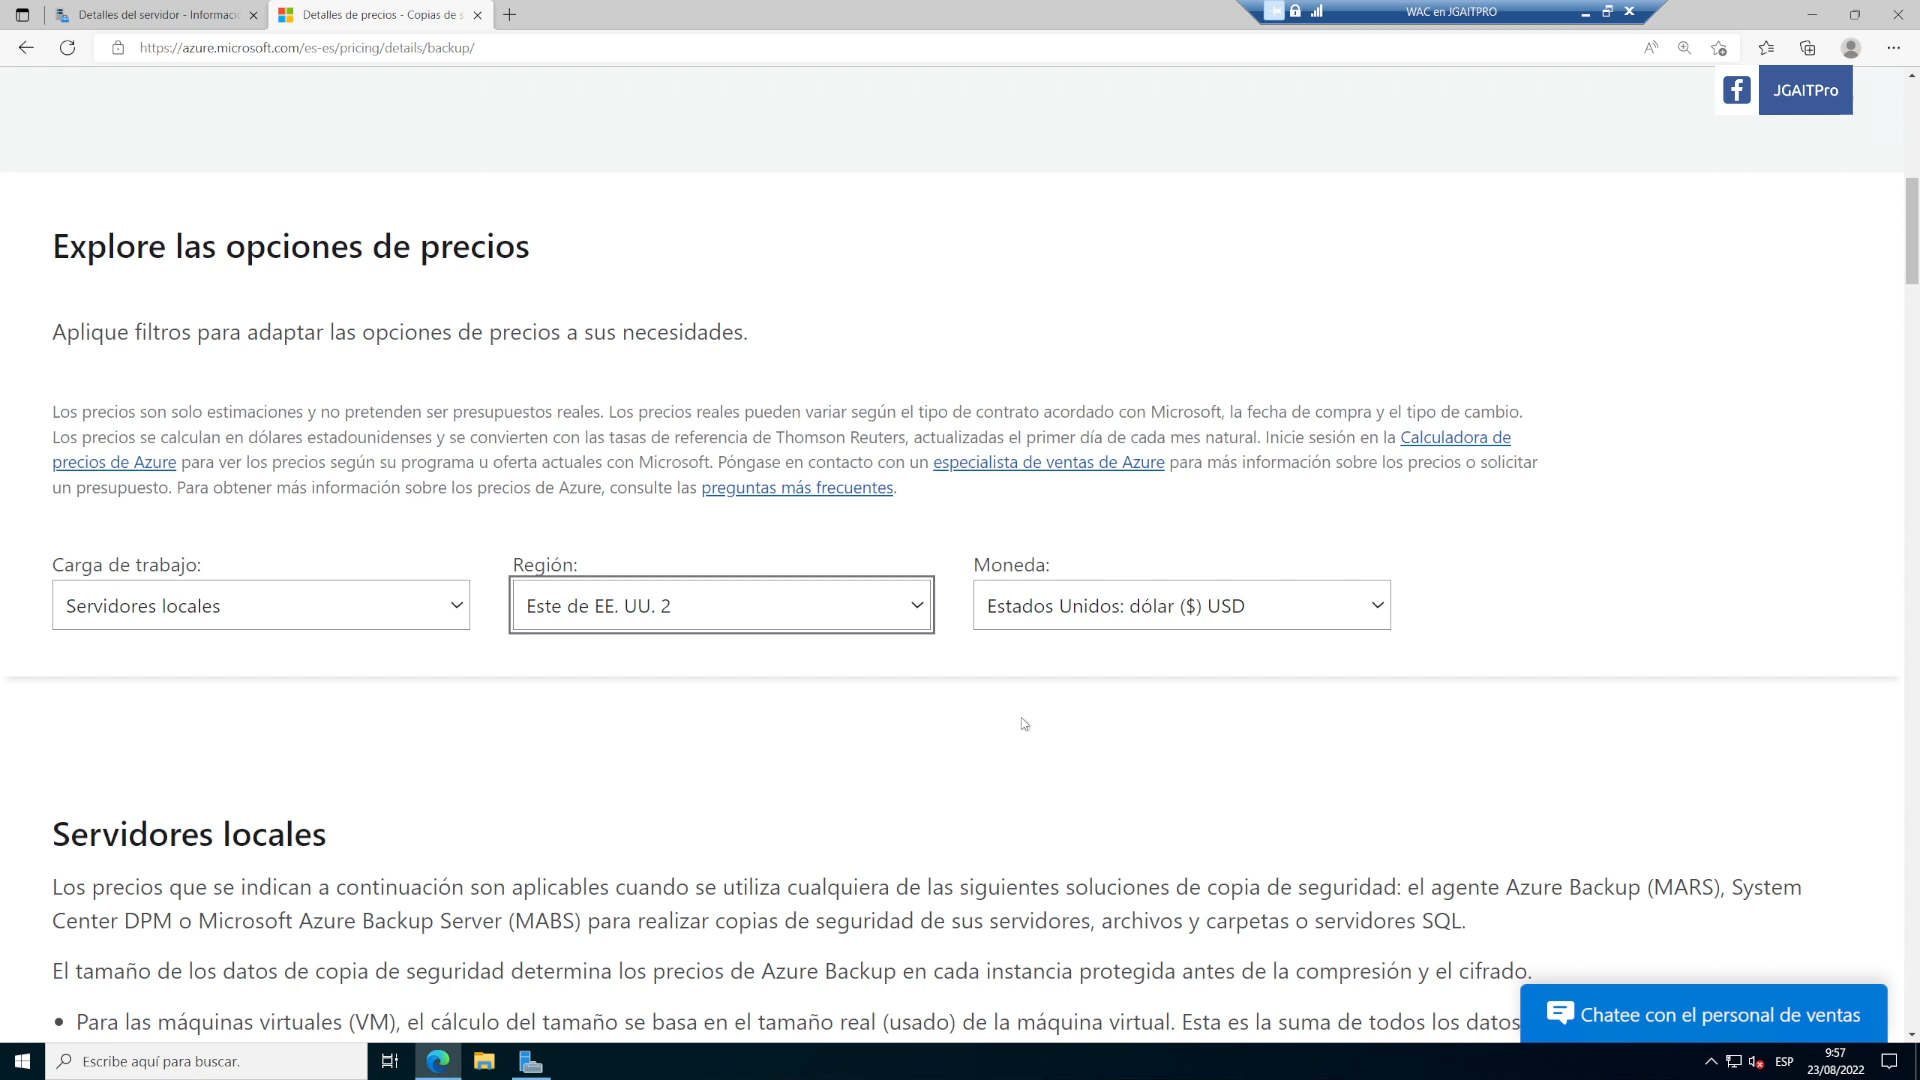 Detalles del servidor - Informaci
Detalles de precios - Copias de s
WAC en JGAITPRO
https://azure.microsoft.com/es-es/pricing/details/backup/
JGAITPro
Explore las opciones de precios
Aplique filtros para adaptar las opciones de precios a sus necesidades.
Los precios son solo estimaciones y no pretenden ser presupuestos reales. Los precios reales pueden variar según el tipo de contrato acordado con Microsoft, la fecha de compra y el tipo de cambio.
Los precios se calculan en dólares estadounidenses y se convierten con las tasas de referencia de Thomson Reuters, actualizadas el primer día de cada mes natural. Inicie sesión en la Calculadora de
precios de Azure para ver los precios según su programa u oferta actuales con Microsoft. Póngase en contacto con un especialista de ventas de Azure para más información sobre los precios o solicitar
un presupuesto. Para obtener más información sobre los precios de Azure, consulte las preguntas más frecuentes.
Carga de trabajo: Región: Moneda:
Servidores locales Este de EE. UU. 2 Estados Unidos: dólar ($) USD
Servidores locales
Los precios que se indican a continuación son aplicables cuando se utiliza cualquiera de las siguientes soluciones de copia de seguridad: el agente Azure Backup (MARS), System
Center DPM o Microsoft Azure Backup Server (MABS) para realizar copias de seguridad de sus servidores, archivos y carpetas o servidores SQL.
El tamaño de los datos de copia de seguridad determina los precios de Azure Backup en cada instancia protegida antes de la compresión y el cifrado.
• Para las máquinas virtuales (VM), el cálculo del tamaño se basa en el tamaño real (usado) de la máquina virtual. Esta es la suma de todos los datos
Chatee con el personal de ventas
Escribe aquí para buscar.
ESP
9:57
23/08/2022